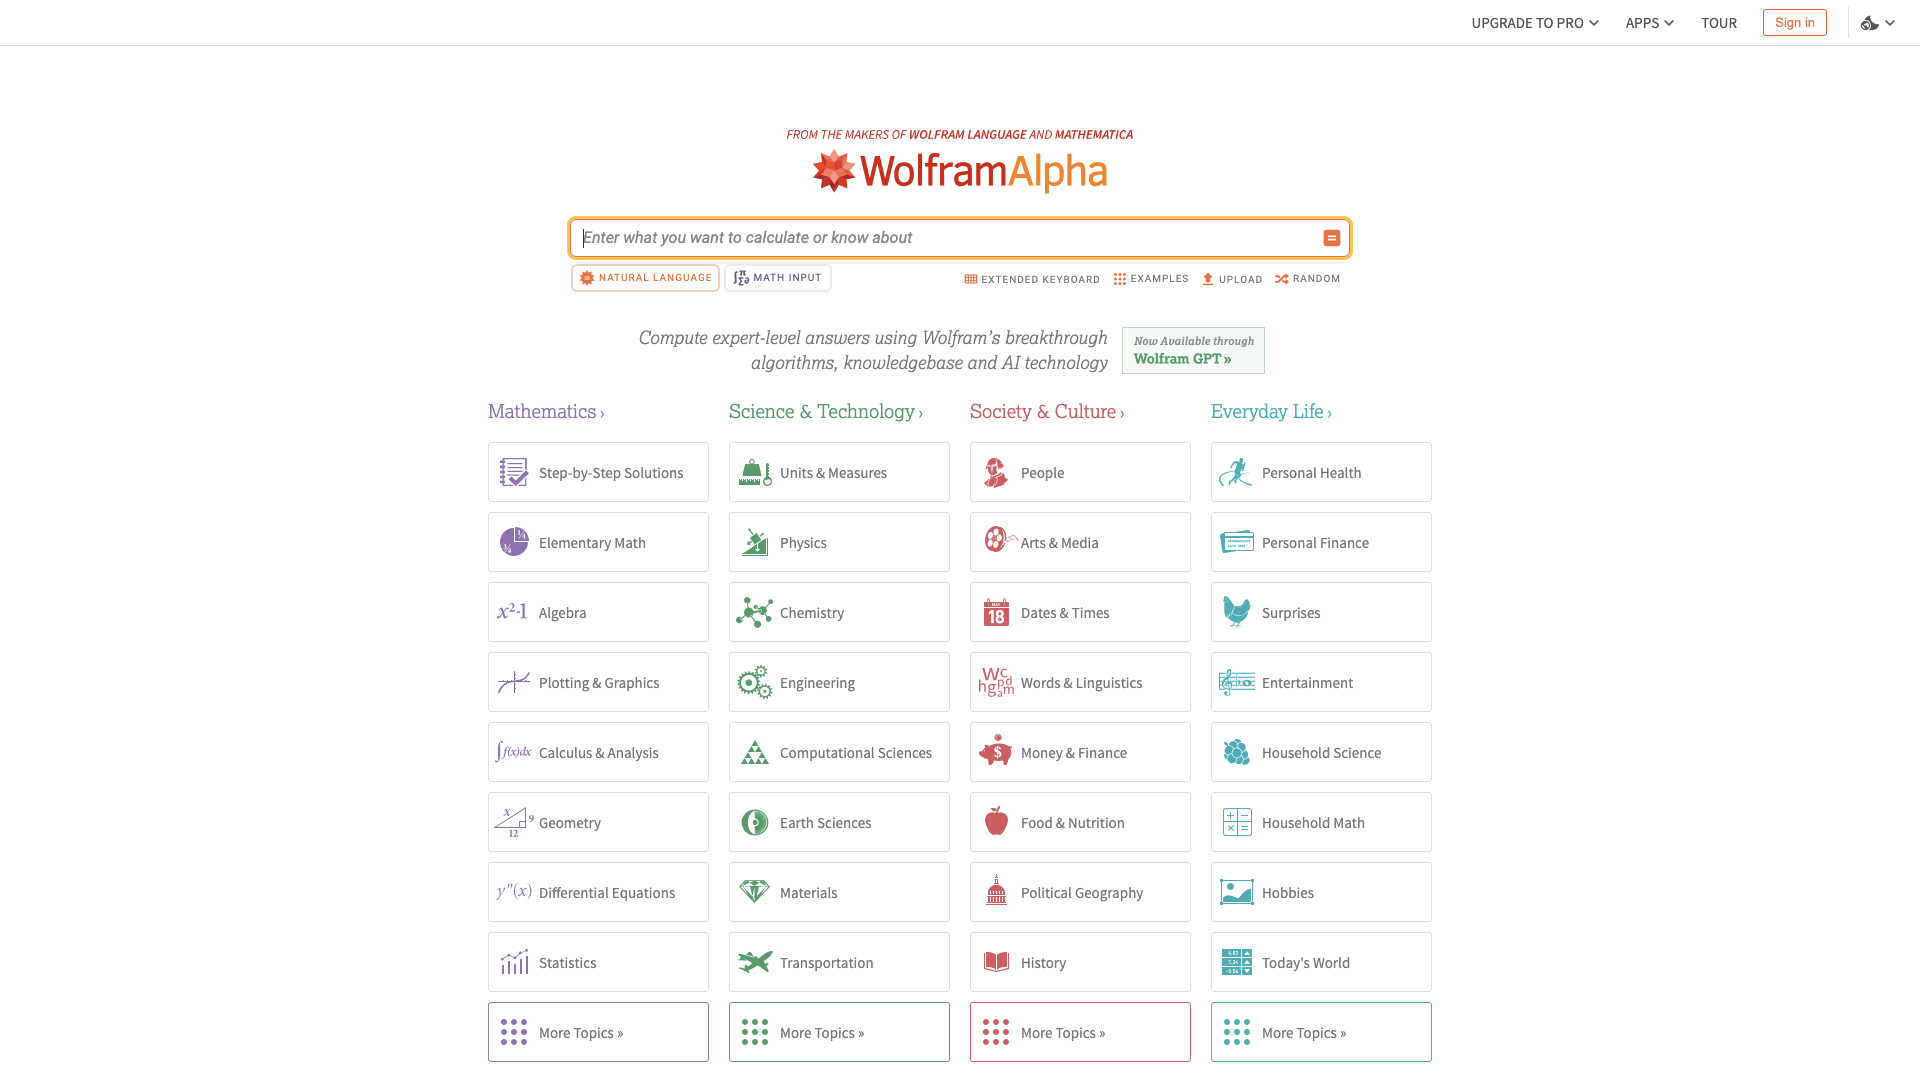 UPGRADE TO PRO
APPS
TOUR
Sign in
FROM THE MAKERS OF WOLFRAM LANGUAGE AND MATHEMATICA
WolframAlpha
Enter what you want to calculate or know about
NATURAL LANGUAGE
MATH INPUT
EXTENDED KEYBOARD
EXAMPLES
UPLOAD
RANDOM
Compute expert-level answers using Wolfram's breakthrough
algorithms, knowledgebase and AI technology
Now Available through
Wolfram GPT »
Mathematics ›
Step-by-Step Solutions
Elementary Math
Algebra
Plotting & Graphics
Calculus & Analysis
Geometry
Differential Equations
Statistics
More Topics »
Science & Technology ›
Units & Measures
Physics
Chemistry
Engineering
Computational Sciences
Earth Sciences
Materials
Transportation
More Topics »
Society & Culture ›
People
Arts & Media
Dates & Times
Words & Linguistics
Money & Finance
Food & Nutrition
Political Geography
History
More Topics »
Everyday Life ›
Personal Health
Personal Finance
Surprises
Entertainment
Household Science
Household Math
Hobbies
Today's World
More Topics »